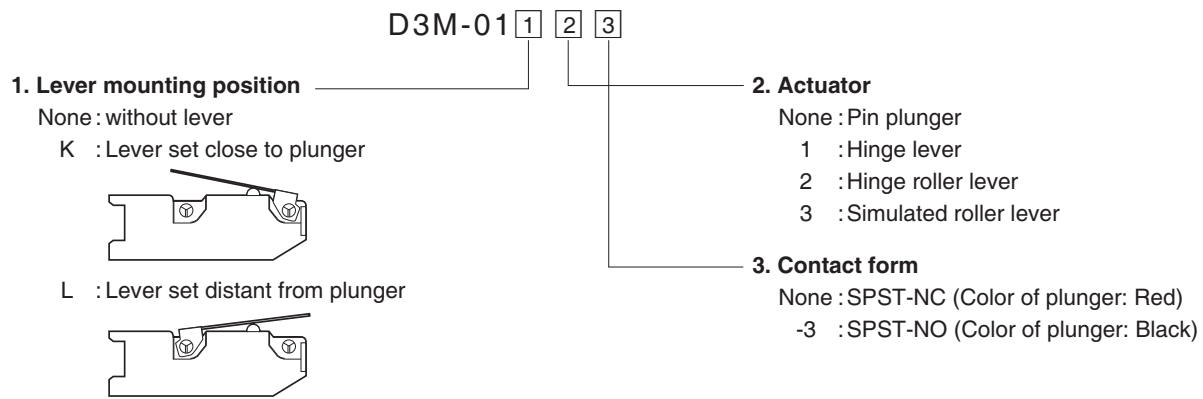 D3M-01 1 2 3
1. Lever mounting position
None : without lever
K : Lever set close to plunger
L : Lever set distant from plunger
2. Actuator
None : Pin plunger
1 : Hinge lever
2 : Hinge roller lever
3 : Simulated roller lever
3. Contact form
None : SPST-NC (Color of plunger: Red)
-3 : SPST-NO (Color of plunger: Black)